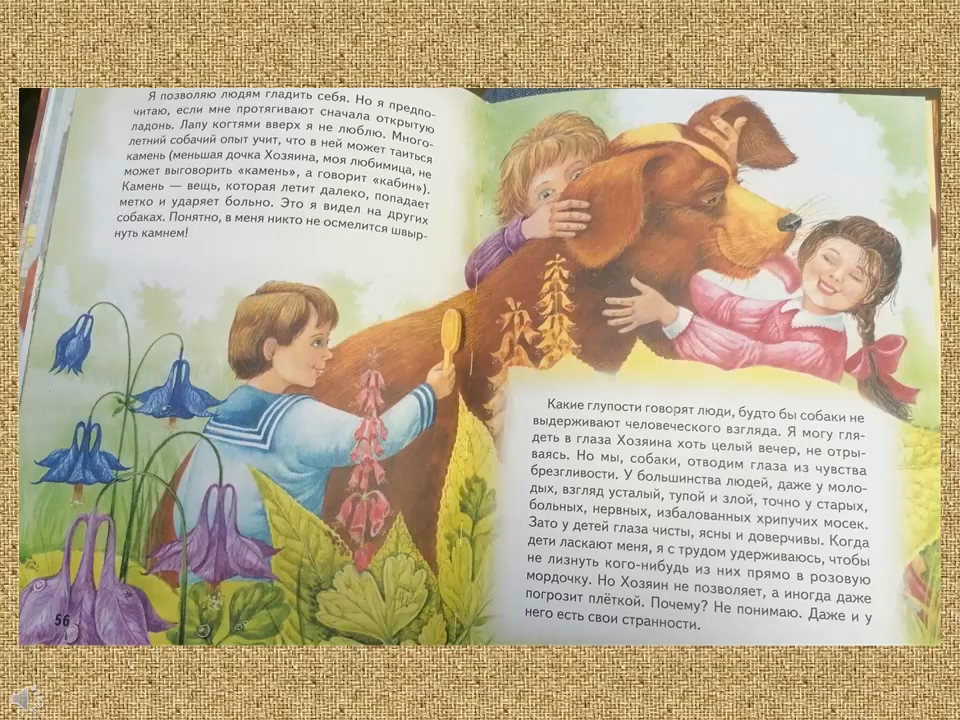 Я позволяю людям гладить себя. Но я предпо-
читаю, если мне протягивают сначала открытую
ладонь. Лапу когтями вверх я не люблю. Много-
летний собачий опыт учит, что в ней может таиться
камень (меньшая дочка Хозяина, моя любимица, не
может выговорить «камень», а говорит «кабин»).
Камень — вещь, которая летит далеко, попадает
метко и ударяет больно. Это я видел на других
собаках. Понятно, в меня никто не осмелится швыр-
нуть камнем!
Какие глупости говорят люди, будто бы собаки не
выдерживают человеческого взгляда. Я могу гля-
деть в глаза Хозяина хоть целый вечер, не отры-
ваясь. Но мы, собаки, отводим глаза из чувства
брезгливости. У большинства людей, даже у моло-
дых, взгляд усталый, тупой и злой, точно у старых,
больных, нервных, избалованных хрипучих мосек.
Зато у детей глаза чисты, ясны и доверчивы. Когда
дети ласкают меня, я с трудом удерживаюсь, чтобы
не лизнуть кого-нибудь из них прямо в розовую
мордочку. Но Хозяин не позволяет, а иногда даже
погрозит плёткой. Почему? Не понимаю. Даже и у
него есть свои странности.
56